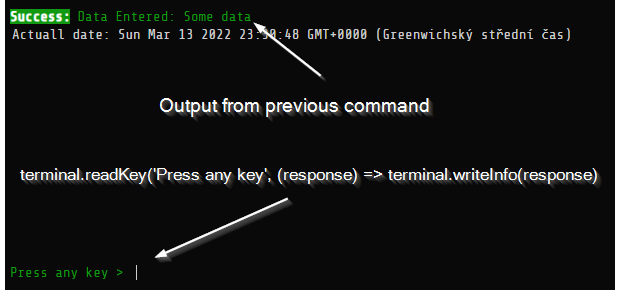 Success: Data Entered: Some data
Actuall date: Sun Mar 13 2022 23:50:48 GMT+0000 (Greenwichský střední čas)
Output from previous command
terminal.readKey('Press any key', (response) => terminal.writeInfo(response)
Press any key >